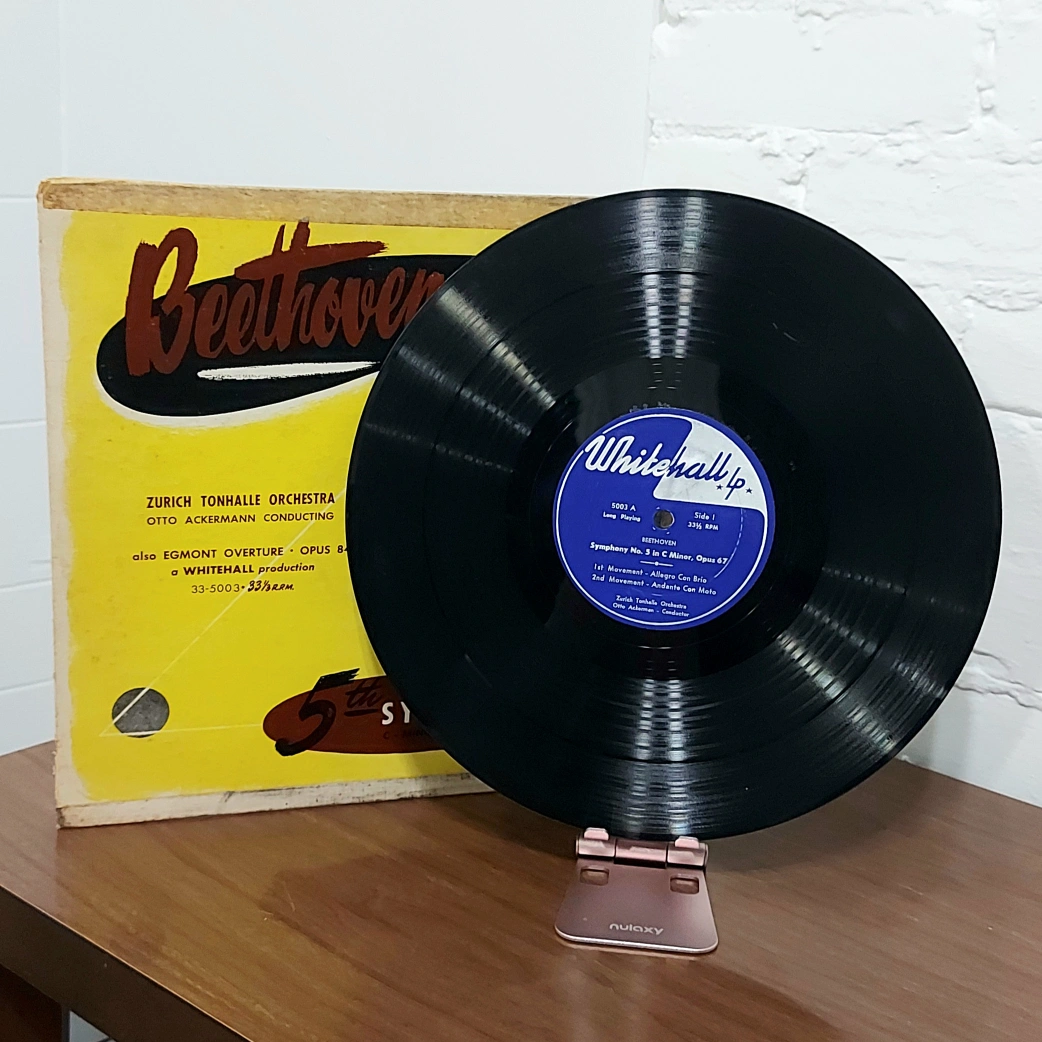 Beethoven
ZURICH TONHALLE ORCHESTRA
OTTO ACKERMANN CONDUCTING
also EGMONT OVERTURE • OPUS 84
a WHITEHALL production
33-5003 • 33⅓ R.P.M.
5th
SY
Whitehall Lp
5003 A
Long Playing
Side 1
33⅓ RPM
BEETHOVEN
Symphony No. 5 in C Minor, Opus 67
1st Movement - Allegro Con Brio
2nd Movement - Andante Con Moto
Zurich Tonhalle Orchestra
Otto Ackerman - Conductor
nulaxy